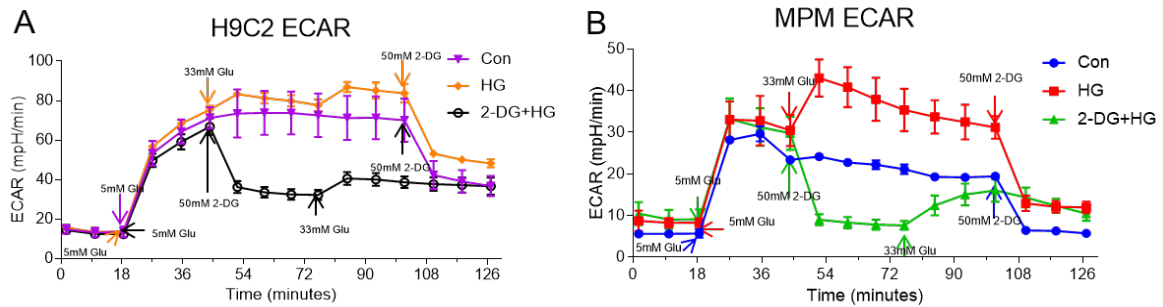 A
H9C2 ECAR
ECAR (mpH/min)
100
80
60
40
20
0
0
18
36
54
72
90
108
126
Time (minutes)
5mM Glu
5mM Glu
5mM Glu
33mM Glu
50mM 2-DG
33mM Glu
50mM 2-DG
50mM 2-DG
Con
HG
2-DG+HG
B
MPM ECAR
ECAR (mpH/min)
50
40
30
20
10
0
0
18
36
54
72
90
108
126
Time (minutes)
5mM Glu
5mM Glu
5mM Glu
33mM Glu
50mM 2-DG
33mM Glu
50mM 2-DG
50mM 2-DG
Con
HG
2-DG+HG